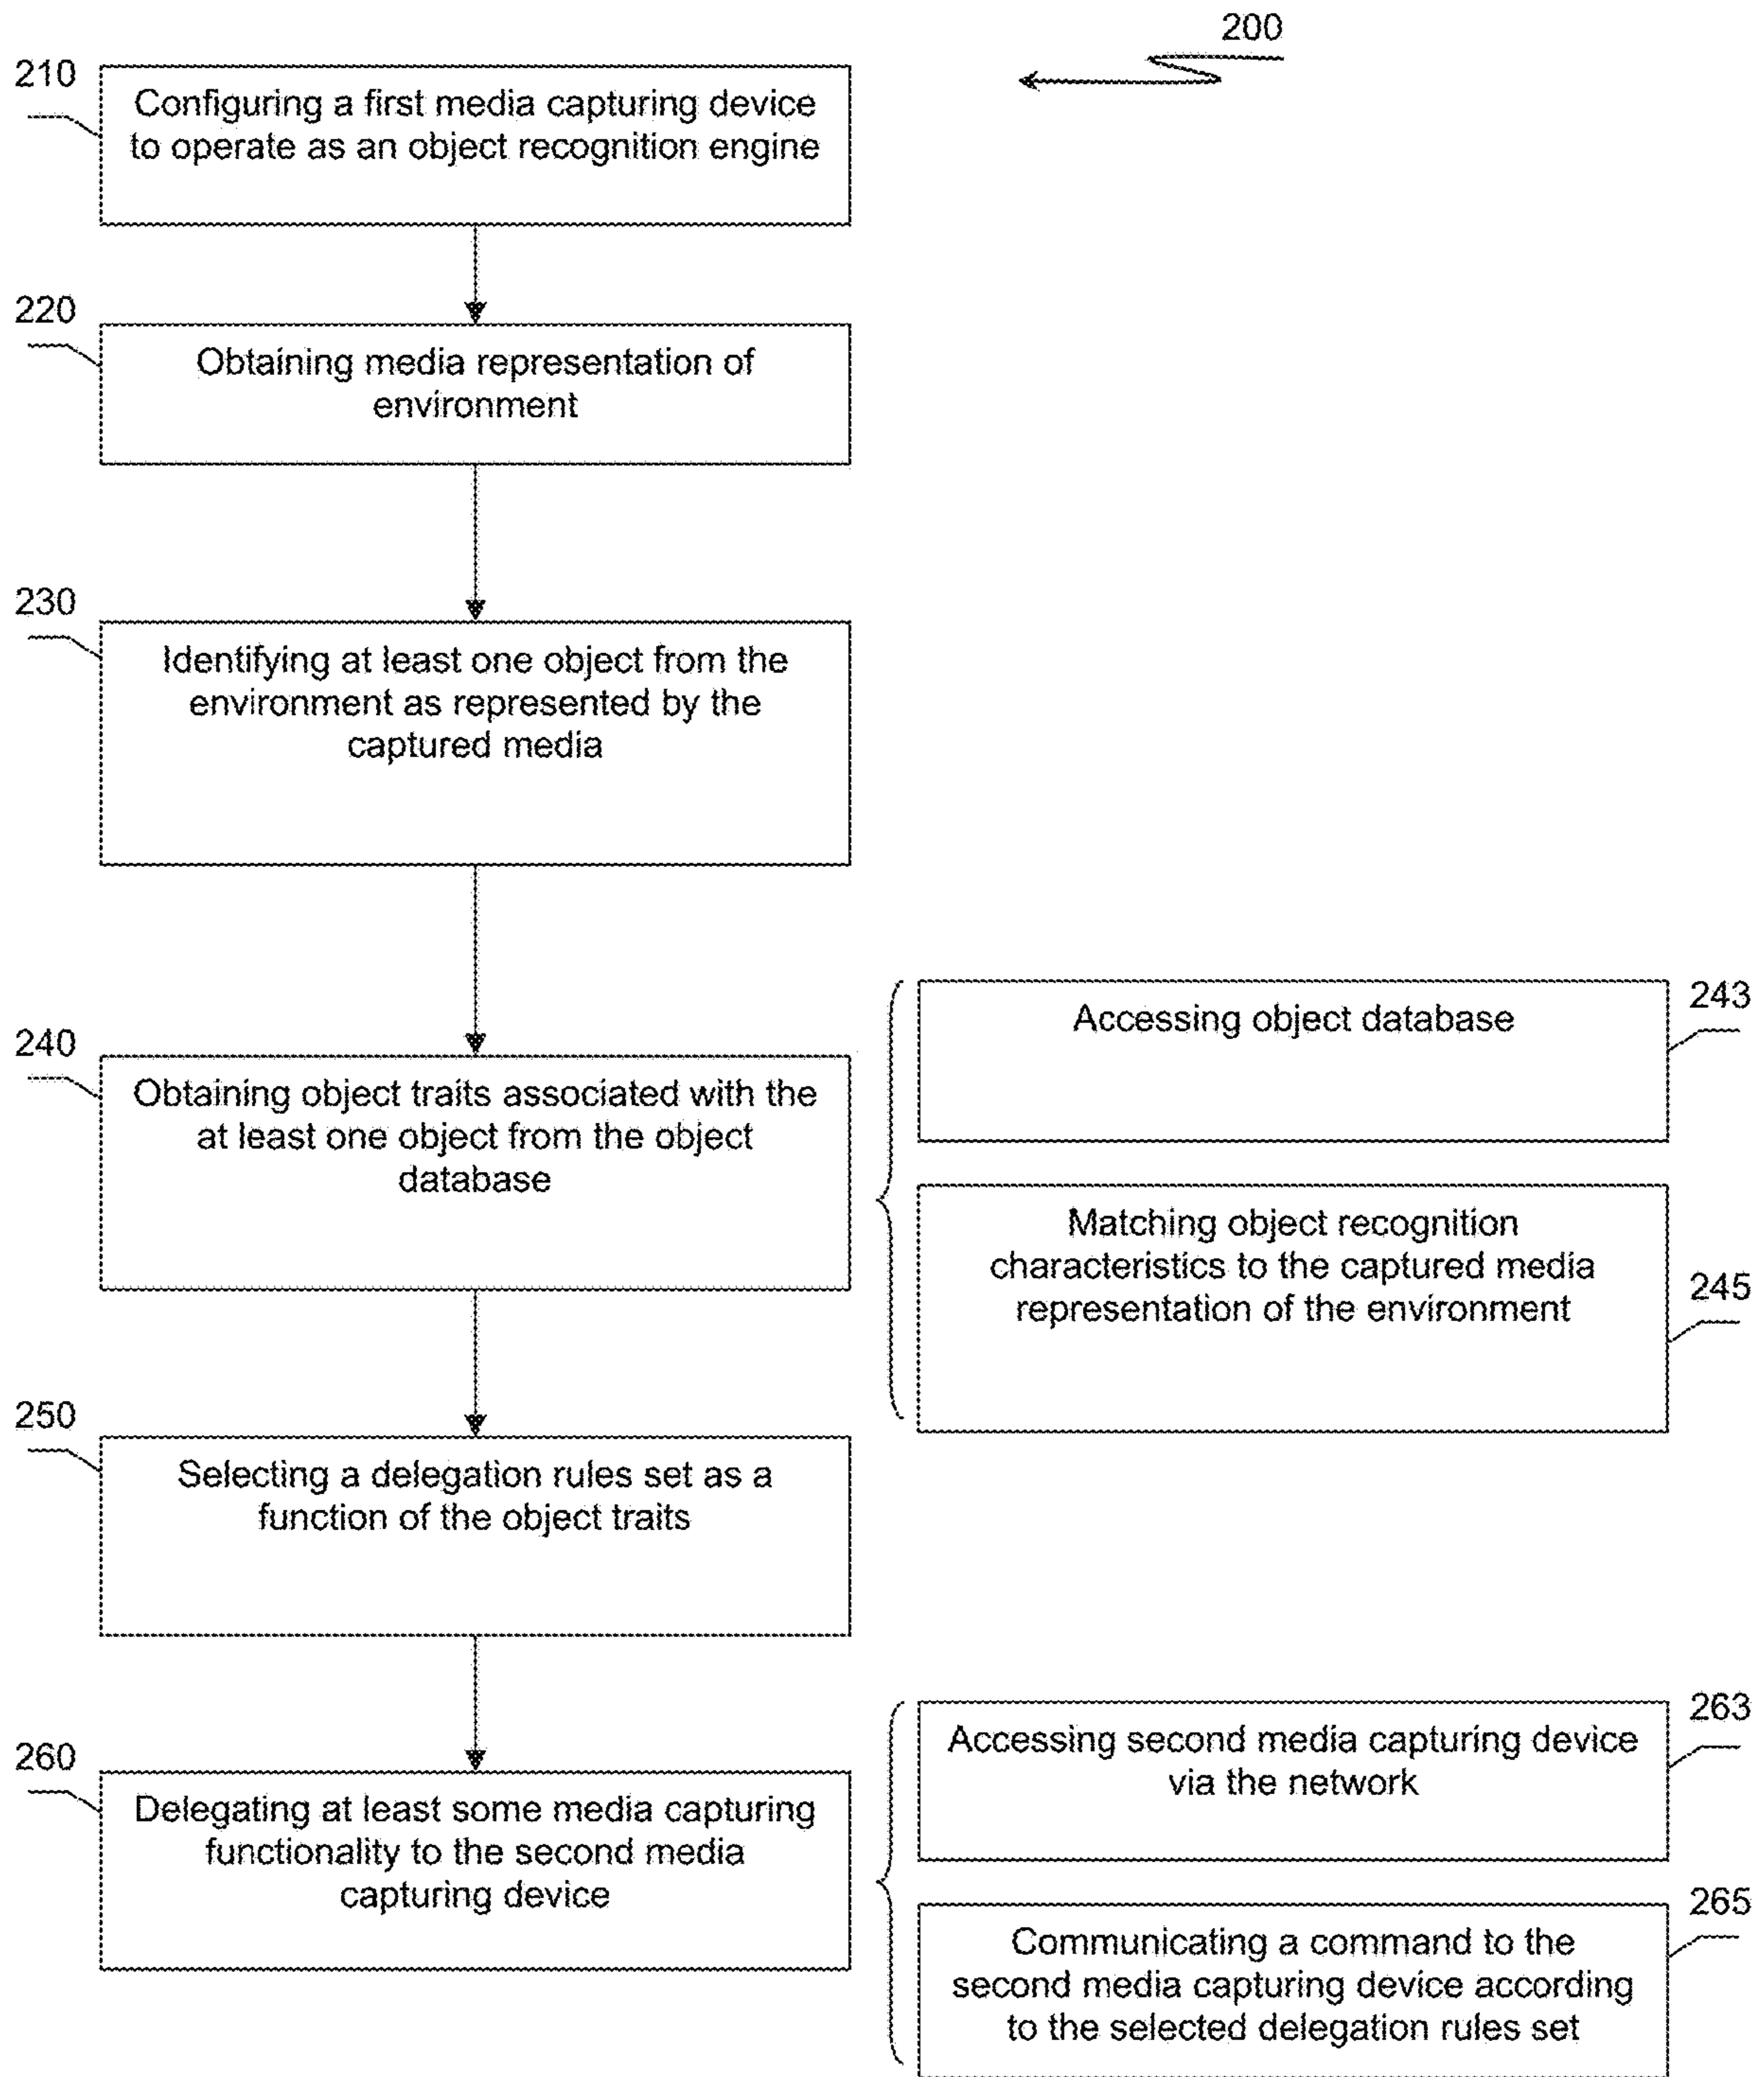 200
210
Configuring a first media capturing device
to operate as an object recognition engine
220
Obtaining media representation of
environment
230
Identifying at least one object from the
environment as represented by the
captured media
240
Obtaining object traits associated with the
at least one object from the object
database
243
Accessing object database
245
Matching object recognition
characteristics to the captured media
representation of the environment
250
Selecting a delegation rules set as a
function of the object traits
260
Delegating at least some media capturing
functionality to the second media
capturing device
263
Accessing second media capturing device
via the network
265
Communicating a command to the
second media capturing device according
to the selected delegation rules set